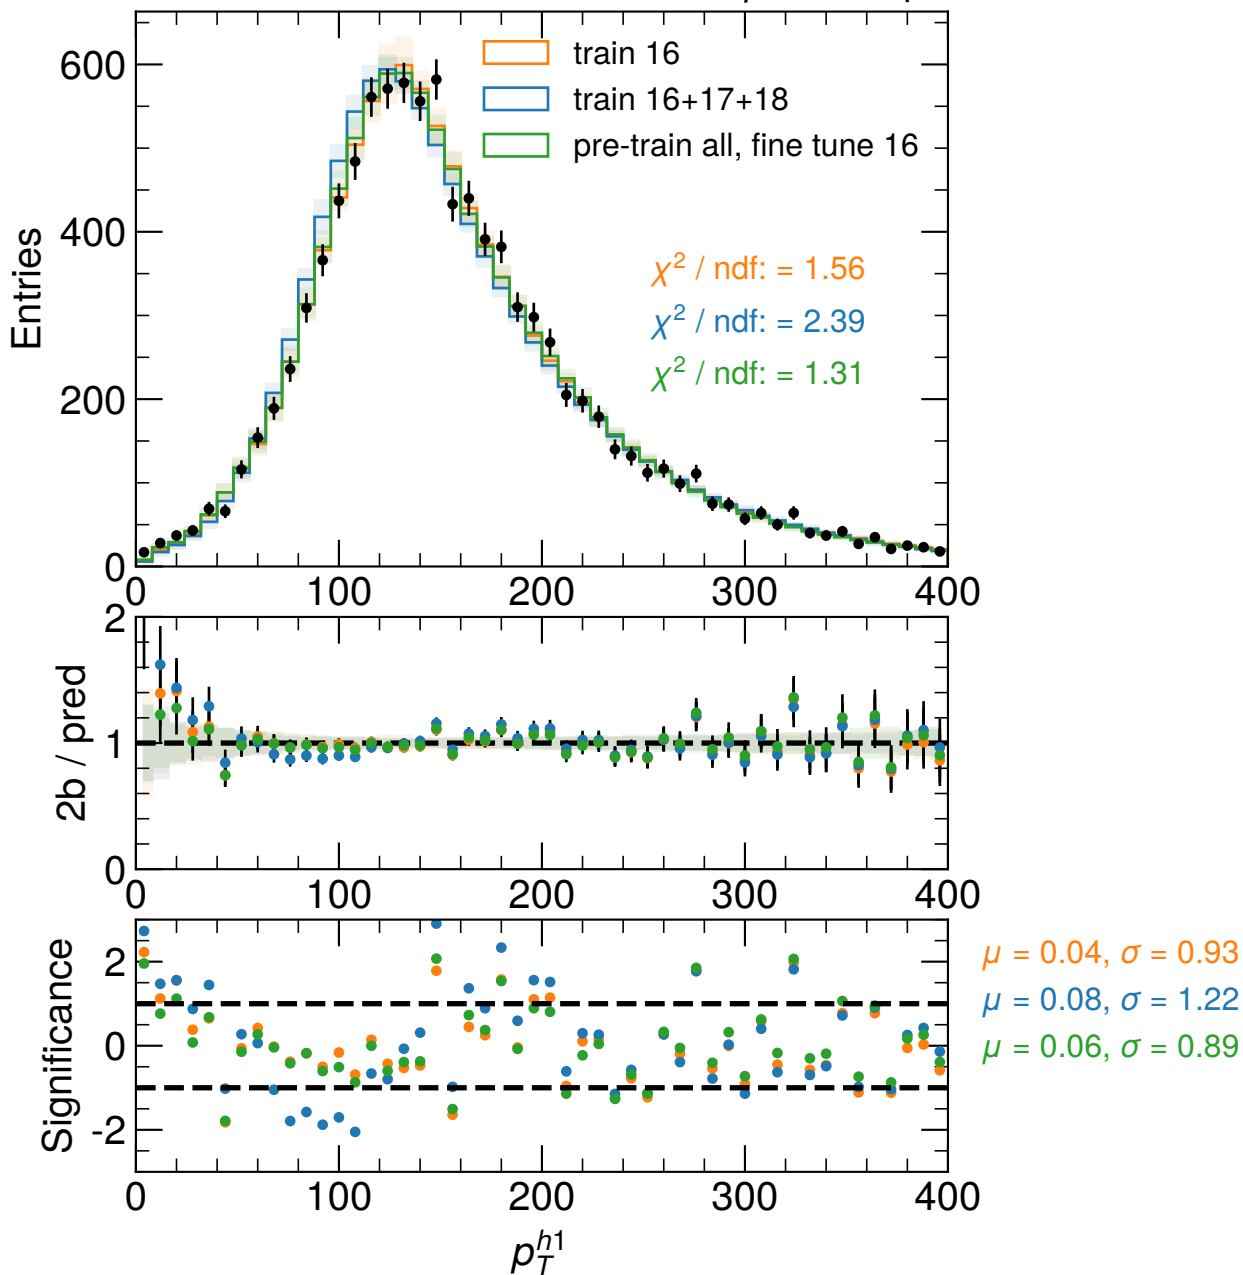 train 16
train 16+17+18
pre-train all, fine tune 16
χ² / ndf: = 1.56
χ² / ndf: = 2.39
χ² / ndf: = 1.31
Entries
600
400
200
0
0 100 200 300 400
2b / pred
2
1
0
0 100 200 300 400
Significance
2
0
-2
μ = 0.04, σ = 0.93
μ = 0.08, σ = 1.22
μ = 0.06, σ = 0.89
0 100 200 300 400
p_T^{h1}